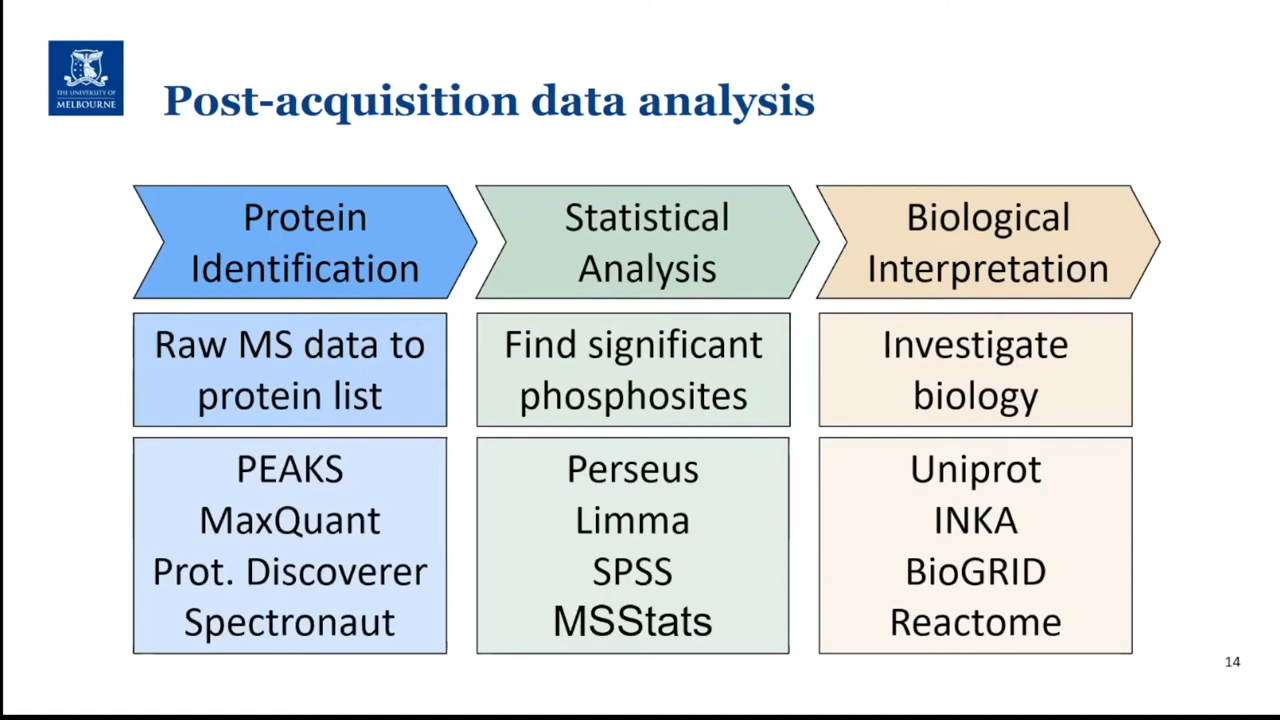 THE UNIVERSITY OF
MELBOURNE
Post-acquisition data analysis
Protein
Identification
Raw MS data to
protein list
PEAKS
MaxQuant
Prot. Discoverer
Spectronaut
Statistical
Analysis
Find significant
phosphosites
Perseus
Limma
SPSS
MSStats
Biological
Interpretation
Investigate
biology
Uniprot
INKA
BioGRID
Reactome
14